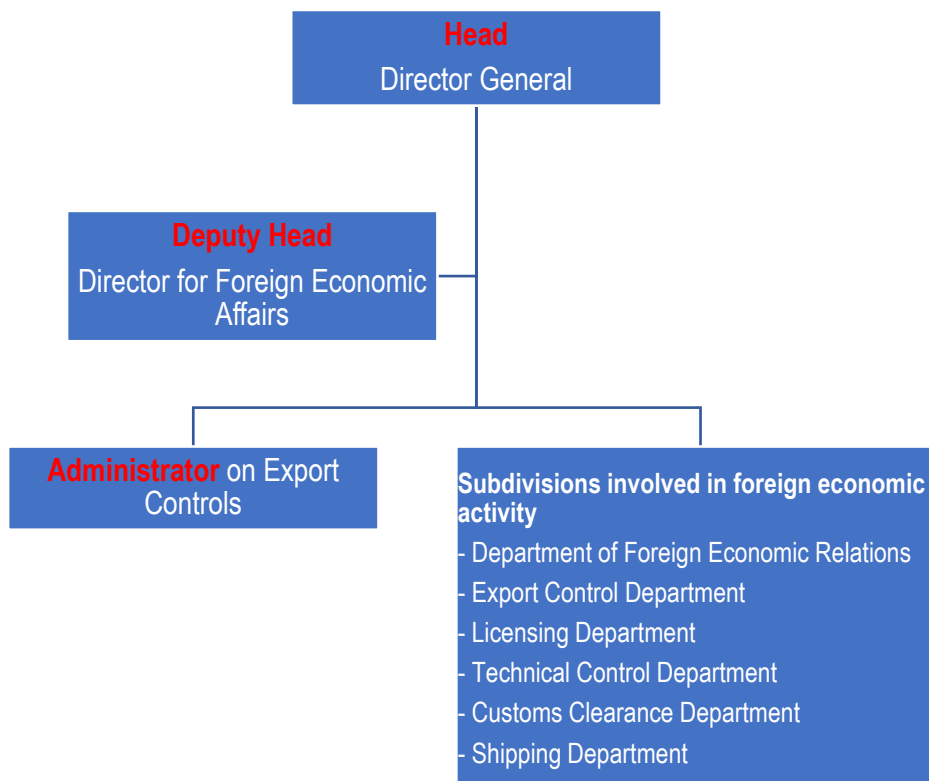 Head
Director General
Deputy Head
Director for Foreign Economic
Affairs
Administrator on Export
Controls
Subdivisions involved in foreign economic
activity
- Department of Foreign Economic Relations
- Export Control Department
- Licensing Department
- Technical Control Department
- Customs Clearance Department
- Shipping Department